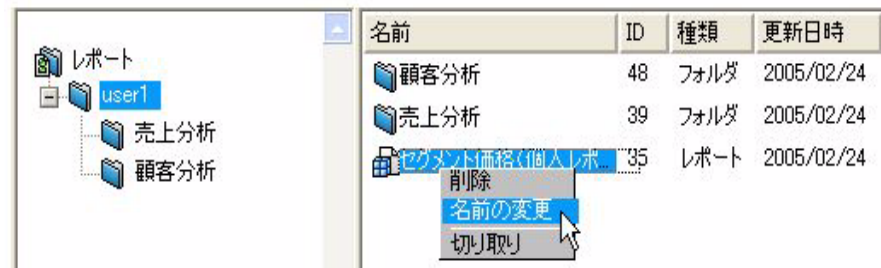 レポート
user1
売上分析
顧客分析
名前 ID 種類 更新日時
顧客分析 48 フォルダ 2005/02/24
売上分析 39 フォルダ 2005/02/24
セグメント価格(個人レポ... 35 レポート 2005/02/24
削除
名前の変更
切り取り